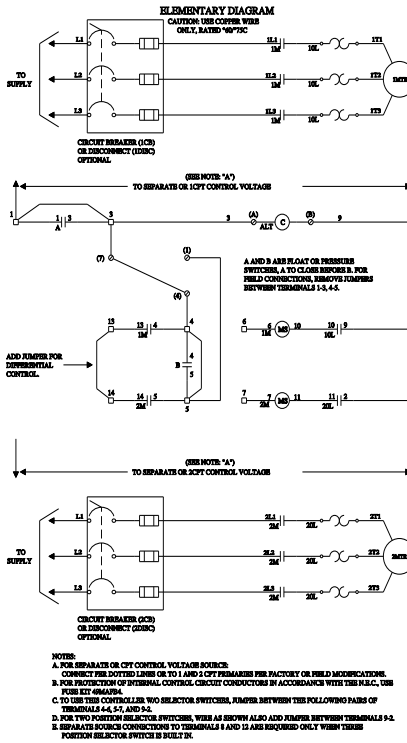 ELEMENTARY DIAGRAM
CAUTION: USE COPPER WIRE
ONLY, RATED "60/"75C
L1
1L1
1M
10L
1T1
TO
SUPPLY
L2
1L2
1M
10L
1T2
1MTR
L3
1L3
1M
10L
1T3
CIRCUIT BREAKER (1CB)
OR DISCONNECT (1DISC)
OPTIONAL
(SEE NOTE: "A")
TO SEPARATE OR 1CPT CONTROL VOLTAGE
1
1
3
A
3
3
(A)
ALT
C
(B)
9
(7)
(1)
(4)
A AND B ARE FLOAT OR PRESSURE
SWITCHES, A TO CLOSE BEFORE B. FOR
FIELD CONNECTIONS, REMOVE JUMPERS
BETWEEN TERMINALS 1-3, 4-5.
13
13
4
1M
4
6
6
1M
MS
10
10
9
10L
ADD JUMPER FOR
DIFFERENTIAL
CONTROL.
4
B
5
14
14
5
2M
5
7
7
2M
MS
11
11
2
20L
(SEE NOTE: "A")
TO SEPARATE OR 2CPT CONTROL VOLTAGE
L1
2L1
2M
20L
2T1
TO
SUPPLY
L2
2L2
2M
20L
2T2
2MTR
L3
2L3
2M
20L
2T3
CIRCUIT BREAKER (2CB)
OR DISCONNECT (2DISC)
OPTIONAL
NOTES:
A. FOR SEPARATE OR CPT CONTROL VOLTAGE SOURCE:
CONNECT PER DOTTED LINES OR TO 1 AND 2 CPT PRIMARIES PER FACTORY OR FIELD MODIFICATIONS.
B. FOR PROTECTION OF INTERNAL CONTROL CIRCUIT CONDUCTORS IN ACCORDANCE WITH THE N.E.C., USE
FUSE KIT 49MAFB4.
C. TO USE THIS CONTROLLER W/O SELECTOR SWITCHES, JUMPER BETWEEN THE FOLLOWING PAIRS OF
TERMINALS 4-6, 5-7, AND 9-2.
D. FOR TWO POSITION SELECTOR SWITCHES, WIRE AS SHOWN ALSO ADD JUMPER BETWEEN TERMINALS 9-2.
E. SEPARATE SOURCE CONNECTIONS TO TERMINALS 8 AND 12 ARE REQUIRED ONLY WHEN THREE
POSITION SELECTOR SWITCH IS BUILT IN.